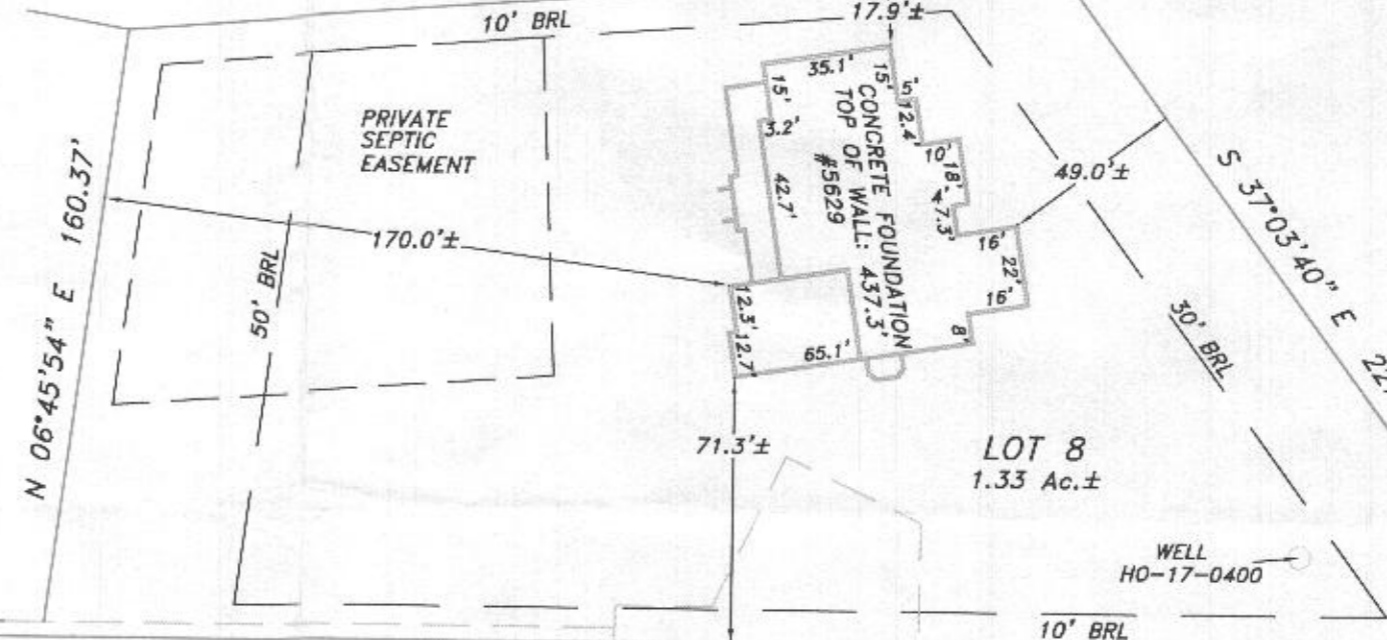 10' BRL
17.9'±
35.1'
15'
5'
12.4'
15'
3.2'
10'
18'
7.3'
42.7'
CONCRETE FOUNDATION
TOP OF WALL: 437.3'
#5629
PRIVATE
SEPTIC
EASEMENT
49.0'±
S 37°03'40" E
N 06°45'54" E 160.37'
170.0'±
50' BRL
16'
22'
16'
8'
12.3'
12.7'
65.1'
30' BRL
71.3'±
LOT 8
1.33 Ac.±
WELL
HO-17-0400
10' BRL